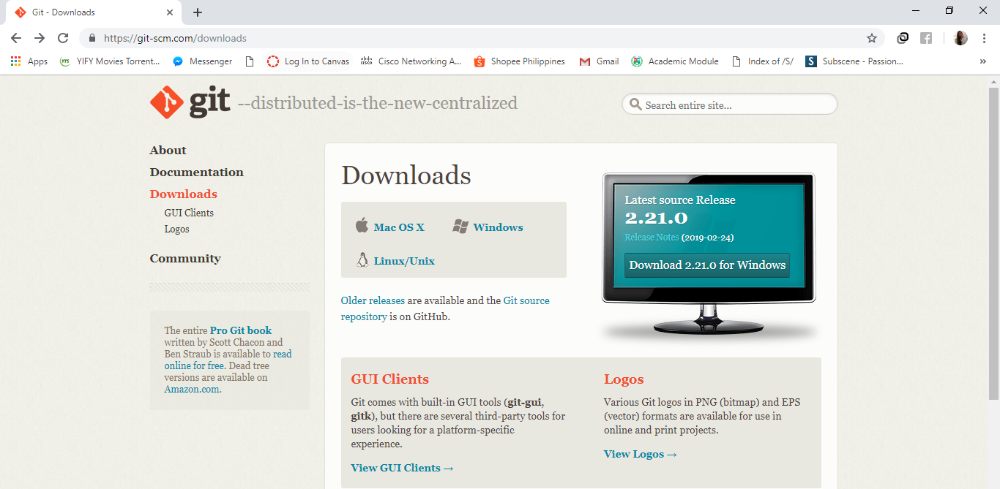 Git - Downloads
https://git-scm.com/downloads
Apps YIFY Movies Torrent... Messenger Log In to Canvas Cisco Networking A... Shopee Philippines Gmail Academic Module Index of /S/ Subscene - Passion... »
git --distributed-is-the-new-centralized
Search entire site...
About
Documentation
Downloads
GUI Clients
Logos
Community
The entire Pro Git book
written by Scott Chacon and
Ben Straub is available to read
online for free. Dead tree
versions are available on
Amazon.com.
Downloads
Mac OS X Windows
Linux/Unix
Older releases are available and the Git source
repository is on GitHub.
Latest source Release
2.21.0
Release Notes (2019-02-24)
Download 2.21.0 for Windows
GUI Clients
Git comes with built-in GUI tools (git-gui,
gitk), but there are several third-party tools for
users looking for a platform-specific
experience.
View GUI Clients →
Logos
Various Git logos in PNG (bitmap) and EPS
(vector) formats are available for use in
online and print projects.
View Logos →